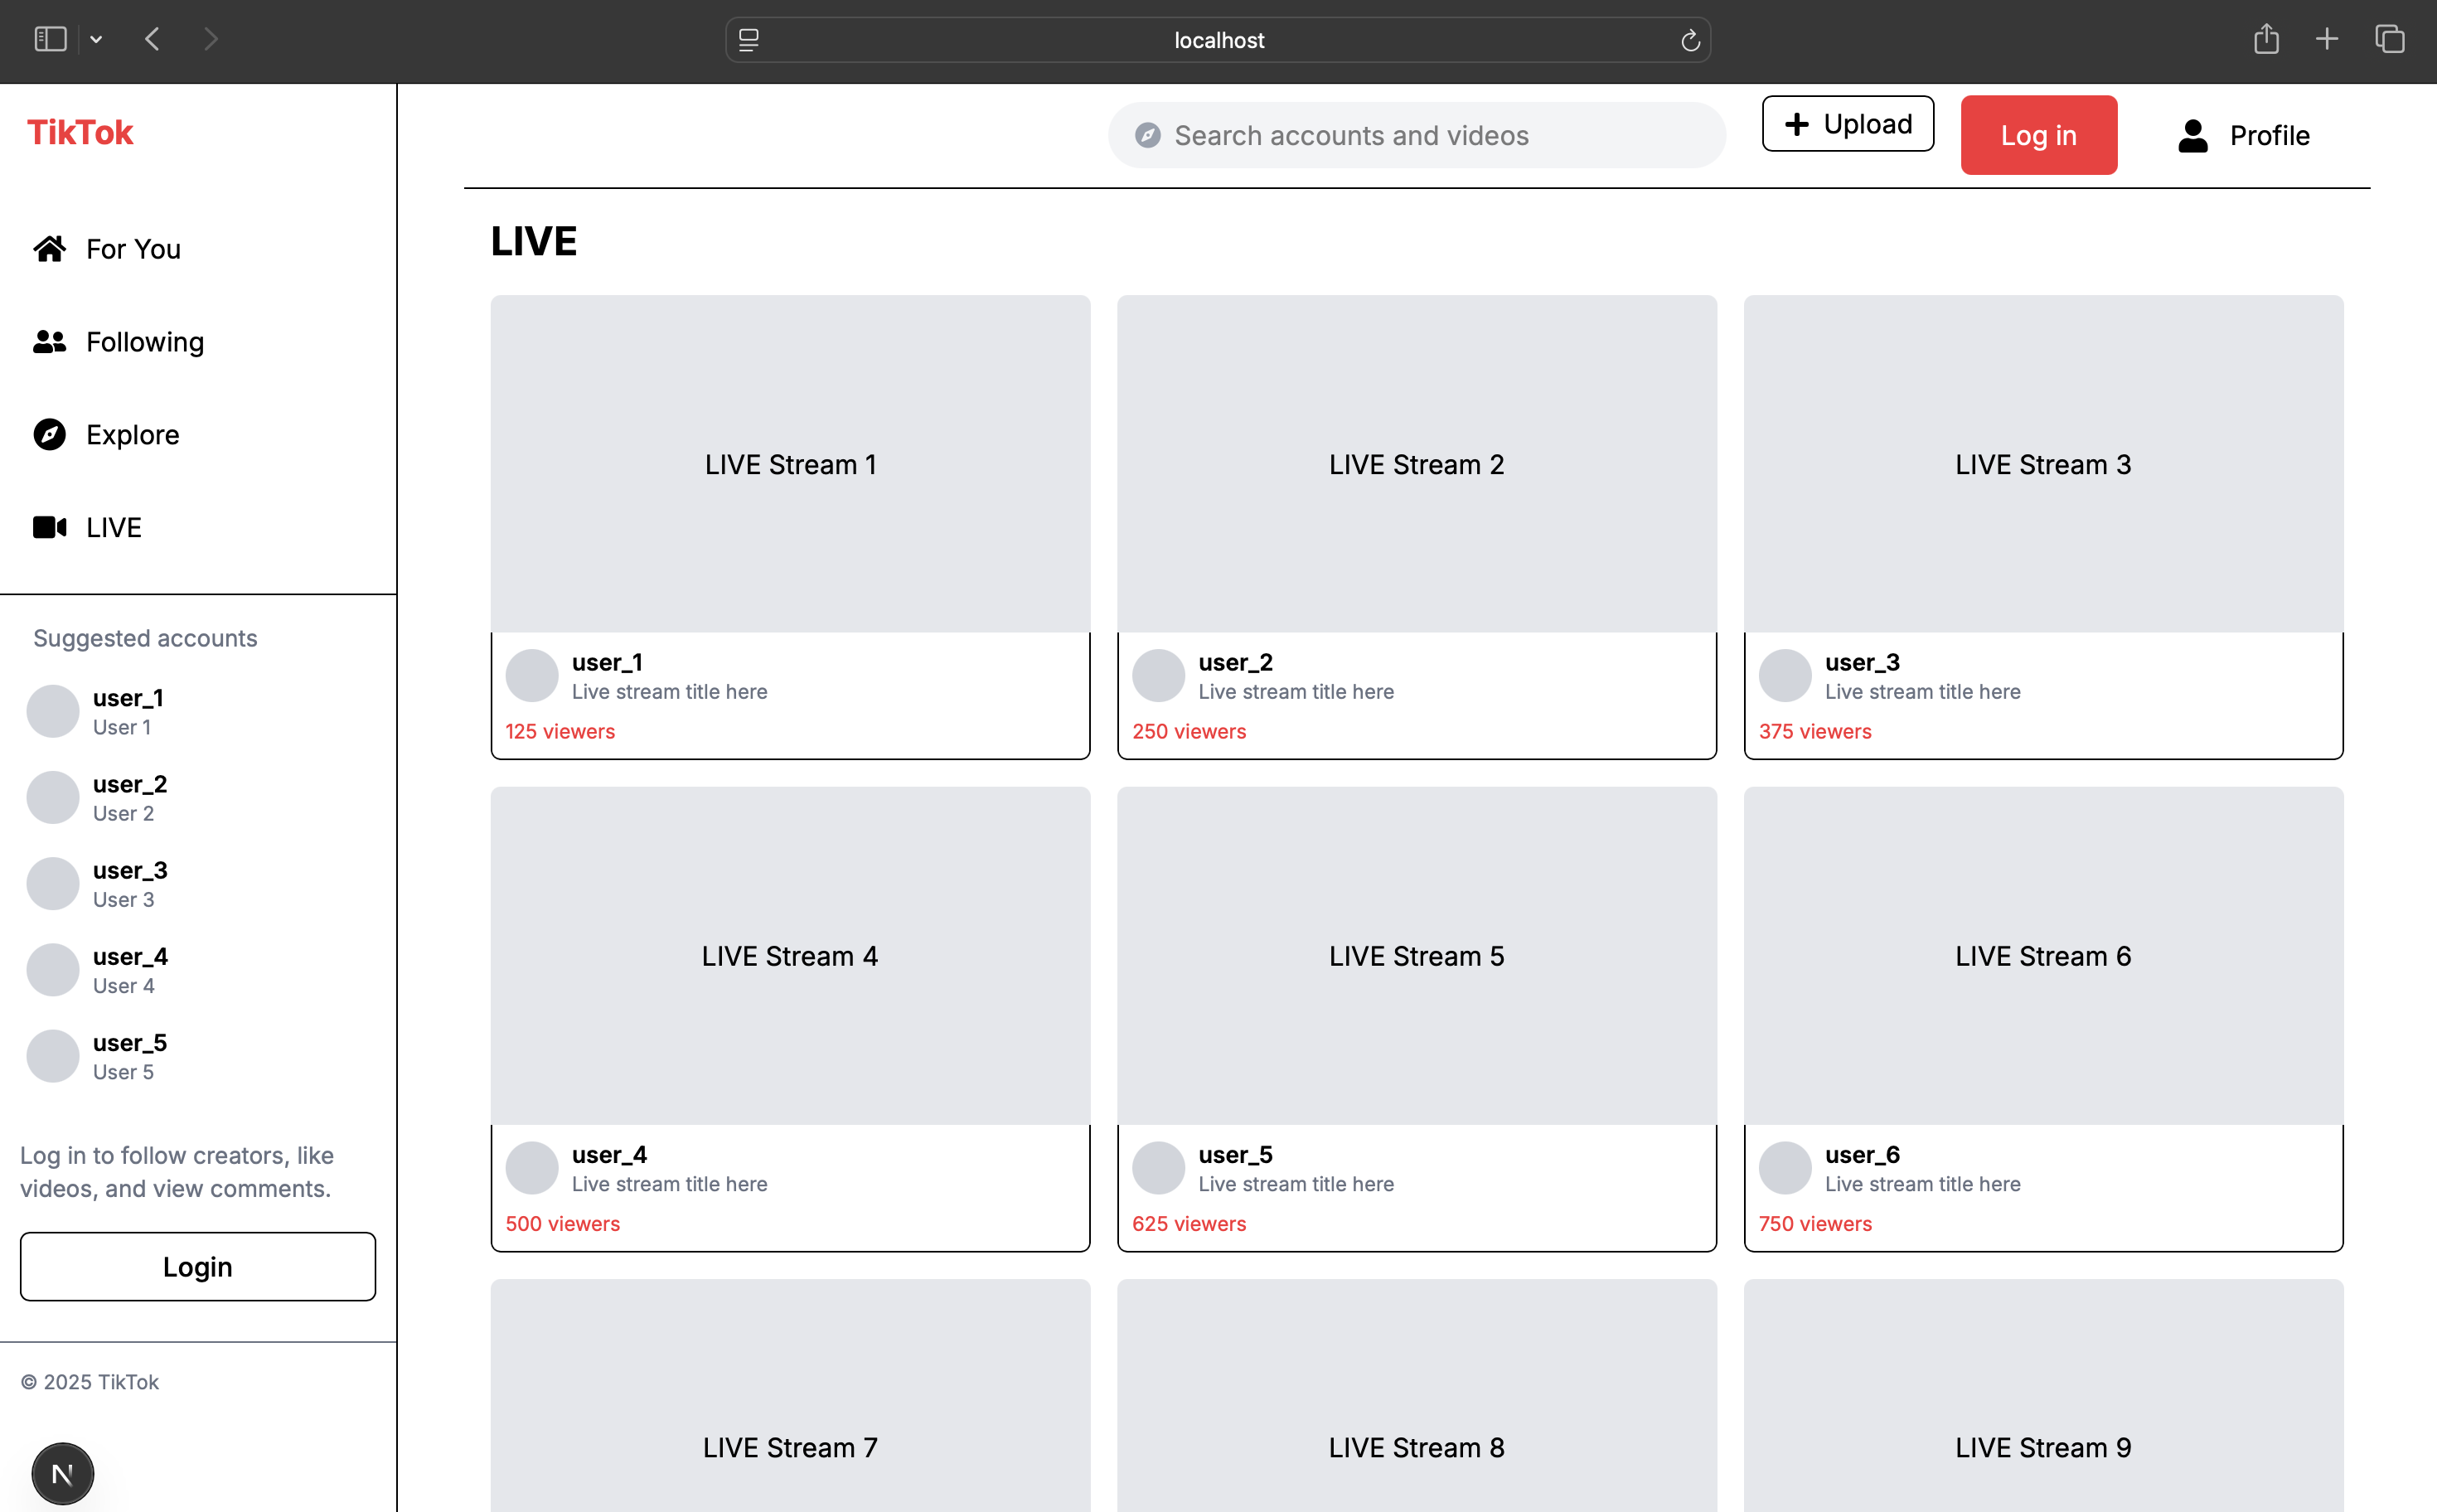 localhost
TikTok
For You
Following
Explore
LIVE
Suggested accounts
user_1
User 1
user_2
User 2
user_3
User 3
user_4
User 4
user_5
User 5
Log in to follow creators, like
videos, and view comments.
Login
© 2025 TikTok
N
Search accounts and videos
Upload
Log in
Profile
LIVE
LIVE Stream 1
user_1
Live stream title here
125 viewers
LIVE Stream 2
user_2
Live stream title here
250 viewers
LIVE Stream 3
user_3
Live stream title here
375 viewers
LIVE Stream 4
user_4
Live stream title here
500 viewers
LIVE Stream 5
user_5
Live stream title here
625 viewers
LIVE Stream 6
user_6
Live stream title here
750 viewers
LIVE Stream 7
LIVE Stream 8
LIVE Stream 9